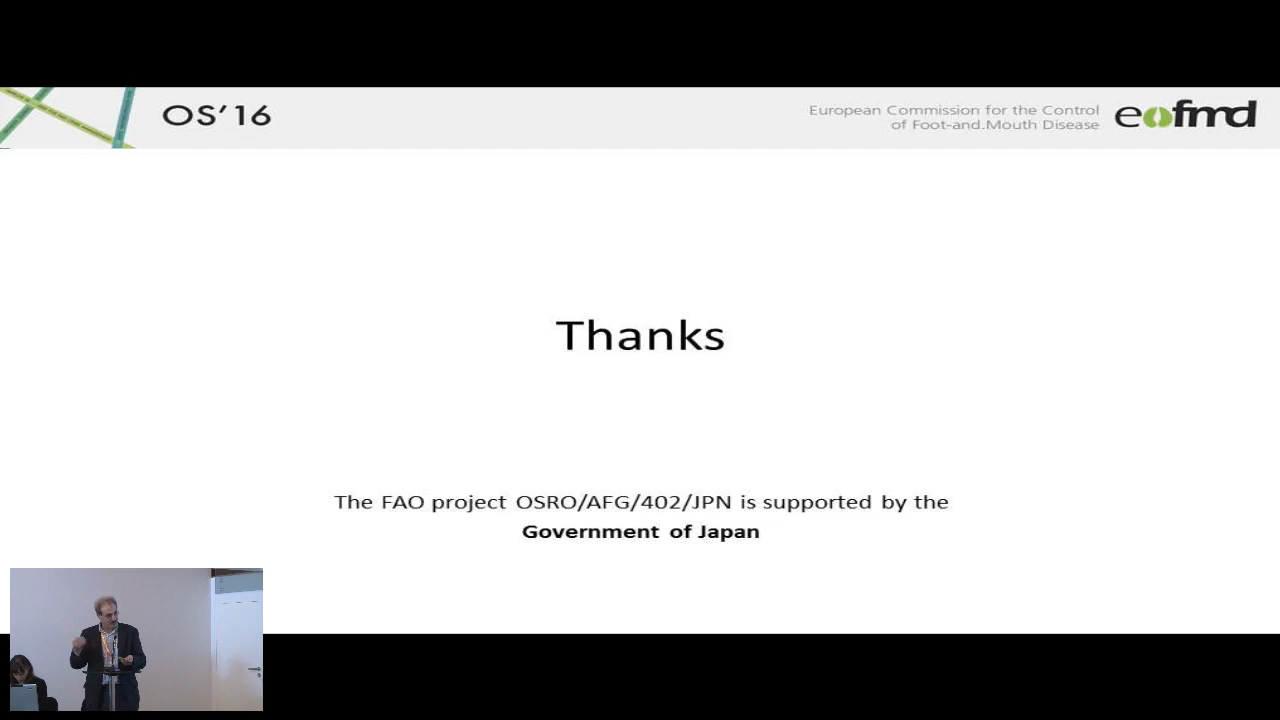 OS'16
European Commission for the Control
of Foot-and.Mouth Disease
eofmd
Thanks
The FAO project OSRO/AFG/402/JPN is supported by the
Government of Japan